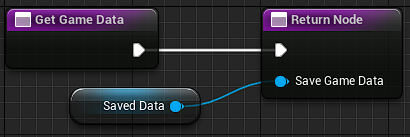 Get Game Data
Return Node
Save Game Data
Saved Data